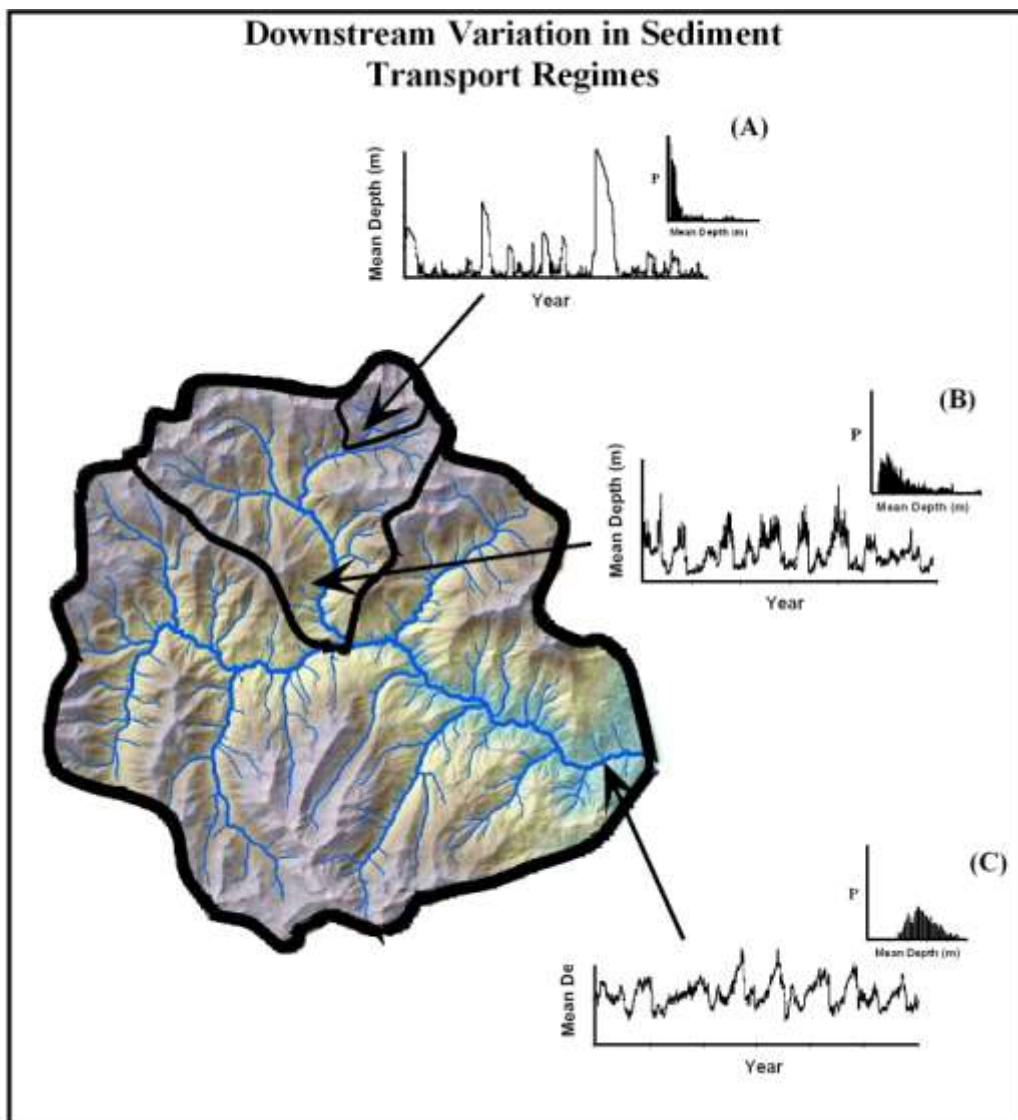 Downstream Variation in Sediment
Transport Regimes
(A)
Mean Depth (m)
P
Mean Depth (m)
Year
(B)
Mean Depth (m)
P
Mean Depth (m)
Year
(C)
P
Mean Depth (m)
Mean De
Year